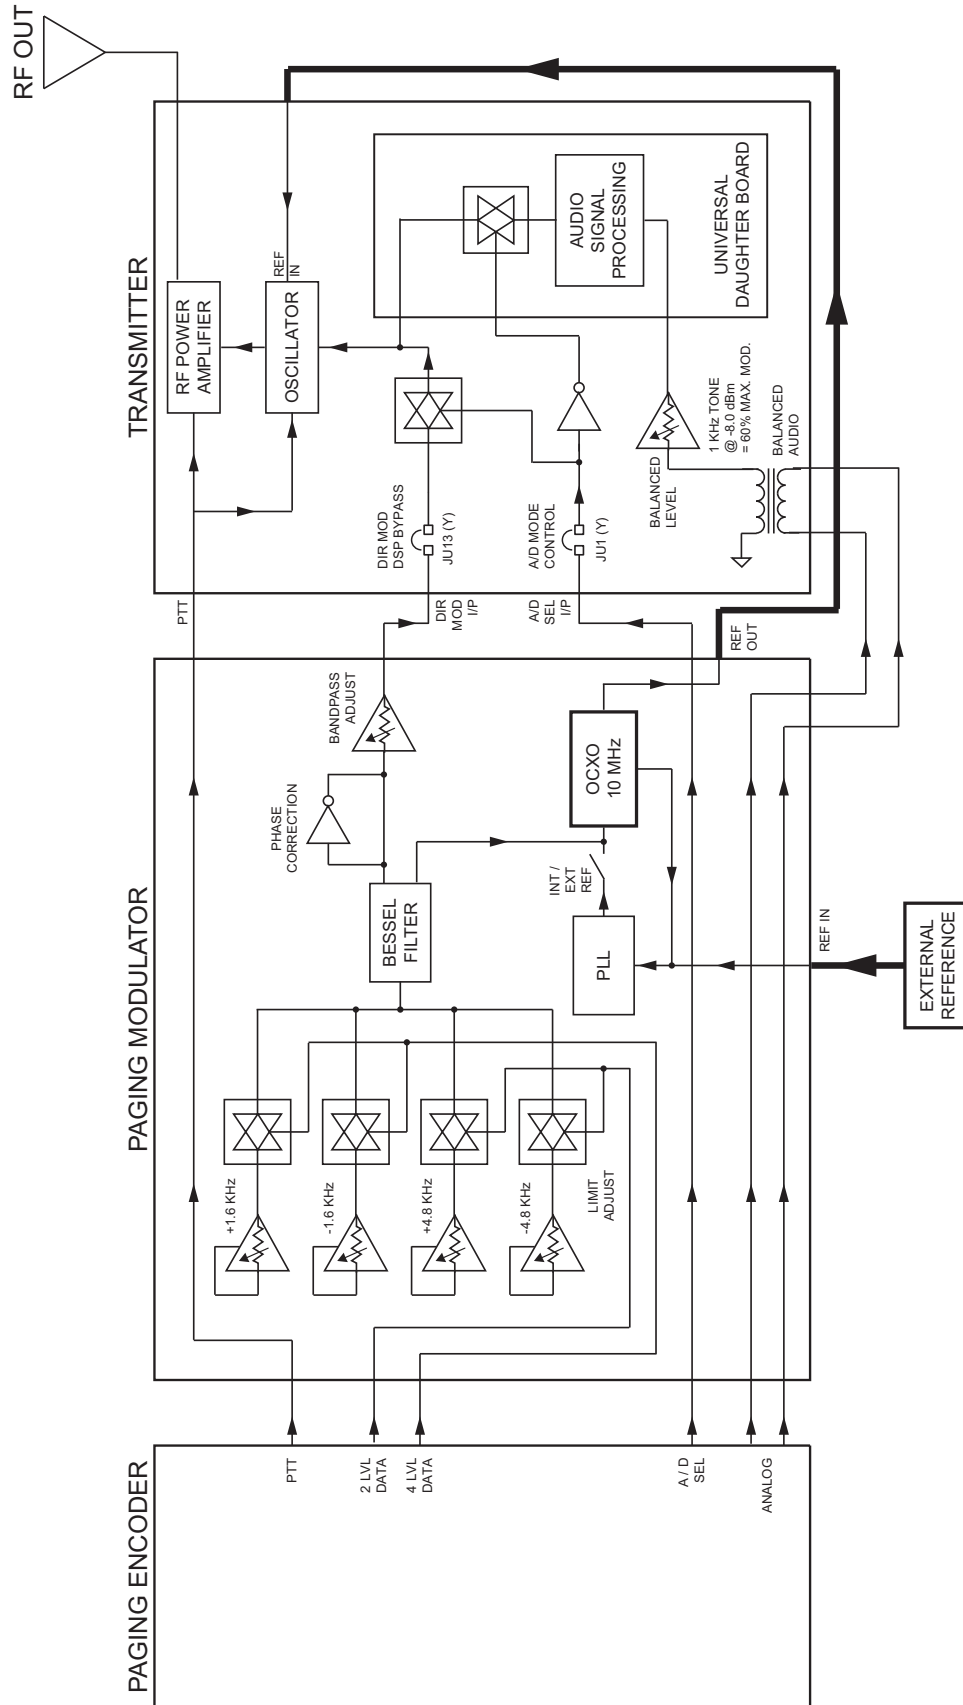 PAGING ENCODER
PTT
2 LVL
DATA
4 LVL
DATA
A / D
SEL
ANALOG
PAGING MODULATOR
+1.6 KHz
-1.6 KHz
+4.8 KHz
-4.8 KHz
LIMIT
ADJUST
BESSEL
FILTER
PHASE
CORRECTION
BANDPASS
ADJUST
PLL
INT /
EXT
REF
OCXO
10 MHz
REF IN
EXTERNAL
REFERENCE
REF
OUT
TRANSMITTER
PTT
DIR
MOD
I/P
A/D
SEL
I/P
DIR MOD
DSP BYPASS
JU13 (Y)
A/D MODE
CONTROL
JU1 (Y)
BALANCED
LEVEL
1 KHz TONE
@ -8.0 dBm
= 60% MAX. MOD.
BALANCED
AUDIO
RF POWER
AMPLIFIER
OSCILLATOR
REF
IN
AUDIO
SIGNAL
PROCESSING
UNIVERSAL
DAUGHTER BOARD
RF OUT